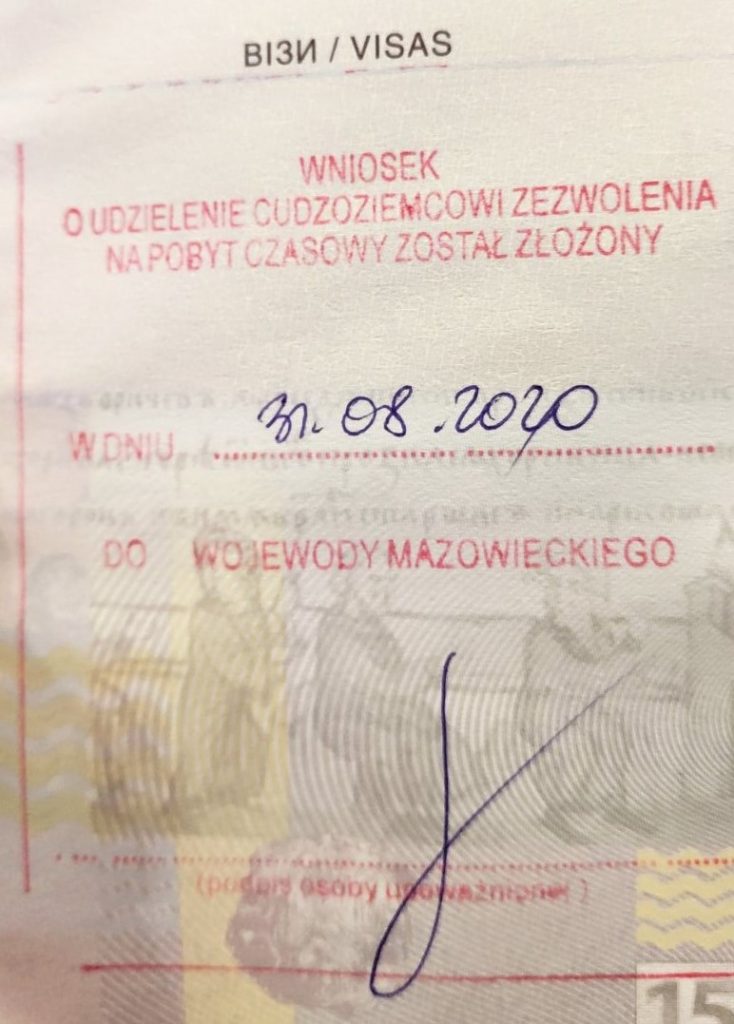 ВІЗИ / VISAS
WNIOSEK
O UDZIELENIE CUDZOZIEMCOWI ZEZWOLENIA
NA POBYT CZASOWY ZOSTAŁ ZŁOŻONY
W DNIU 31.08.2020
DO WOJEWODY MAZOWIECKIEGO
(podpis osoby upoważnionej)
15